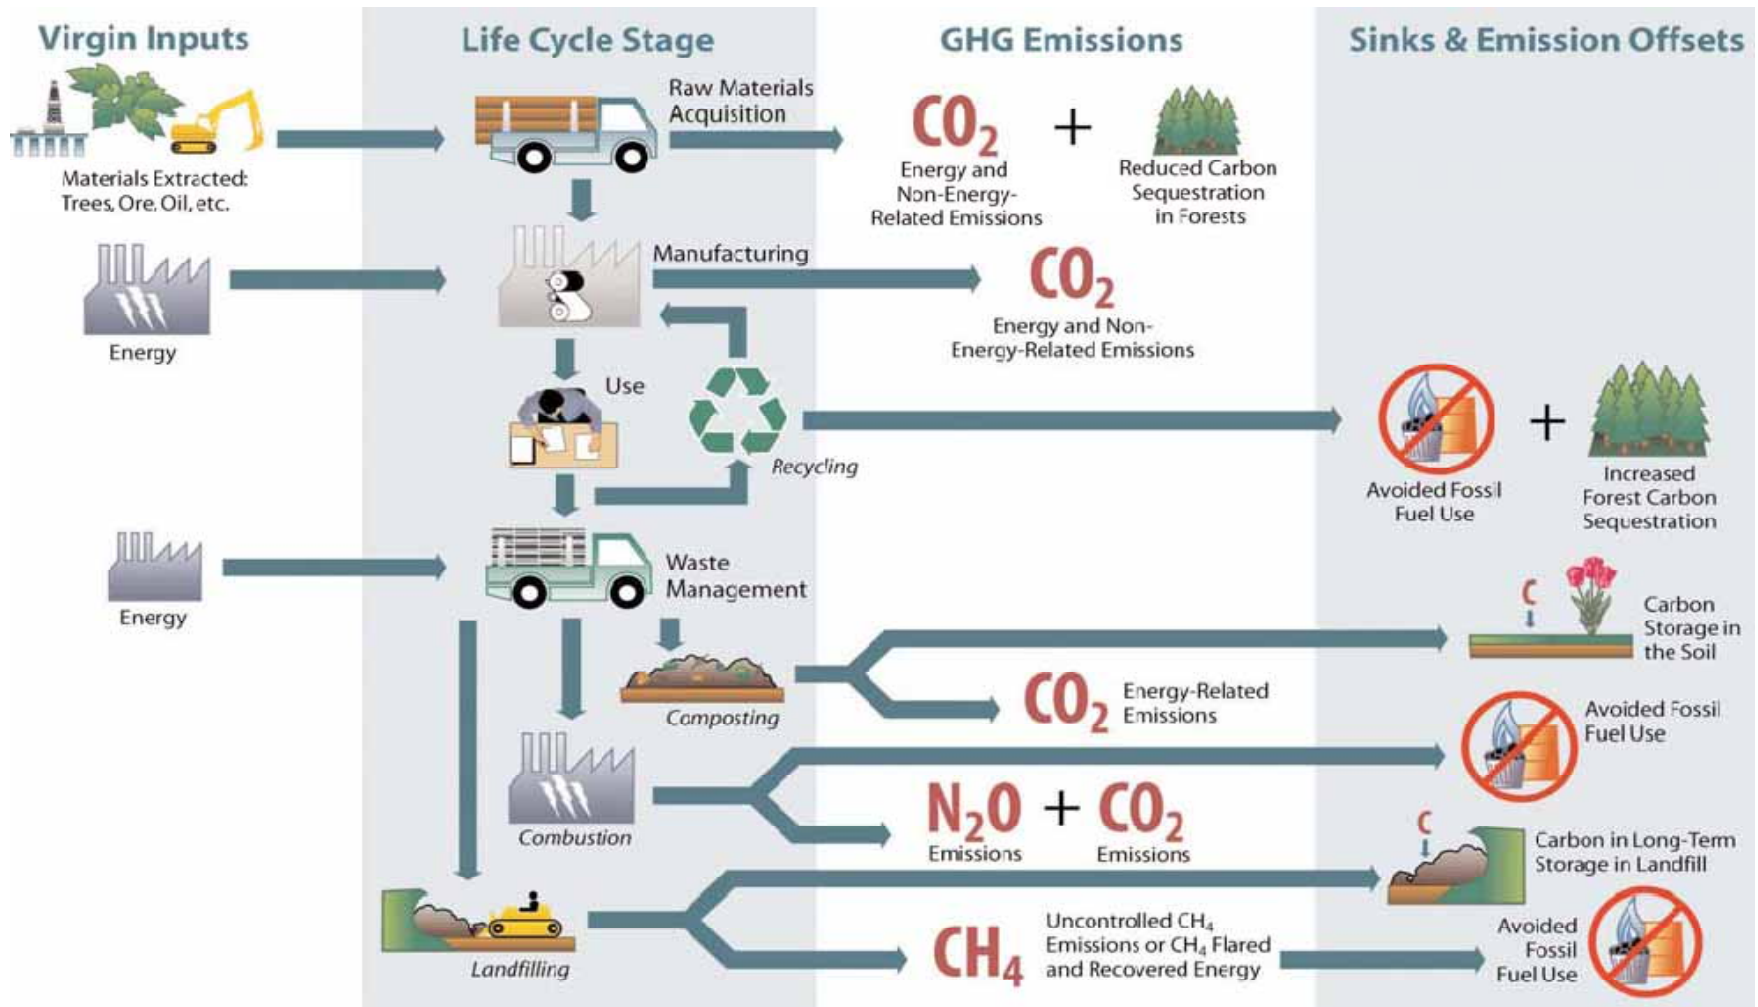 Virgin Inputs
Life Cycle Stage
GHG Emissions
Sinks & Emission Offsets
Materials Extracted:
Trees, Ore, Oil, etc.
Raw Materials
Acquisition
CO2
Energy and
Non-Energy-
Related Emissions
+
Reduced Carbon
Sequestration
in Forests
Energy
Manufacturing
CO2
Energy and Non-
Energy-Related Emissions
Use
Recycling
Avoided Fossil
Fuel Use
+
Increased
Forest Carbon
Sequestration
Energy
Waste
Management
Composting
C
Carbon
Storage in
the Soil
CO2
Energy-Related
Emissions
Combustion
Avoided Fossil
Fuel Use
N2O
Emissions
+
CO2
Emissions
Landfilling
C
Carbon in Long-Term
Storage in Landfill
CH4
Uncontrolled CH4
Emissions or CH4 Flared
and Recovered Energy
Avoided
Fossil
Fuel Use